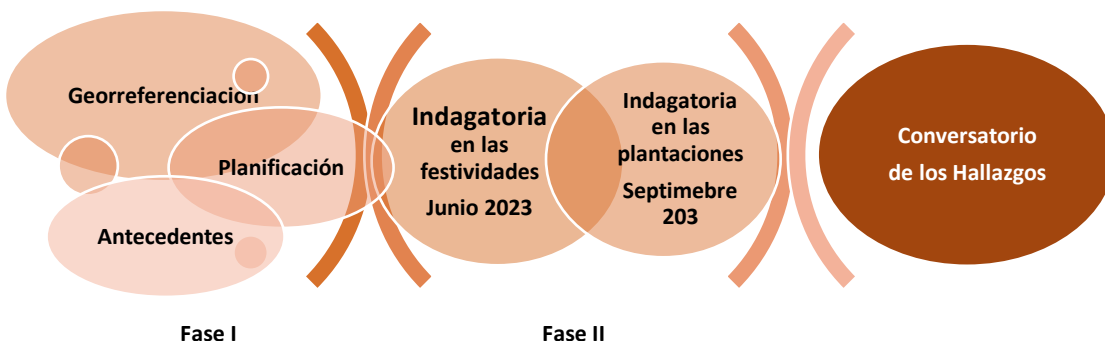 Georreferenciación
Planificación
Antecedentes
Indagatoria
en las
festividades
Junio 2023
Indagatoria
en las
plantaciones
Septimebre
203
Conversatorio
de los Hallazgos
Fase I
Fase II